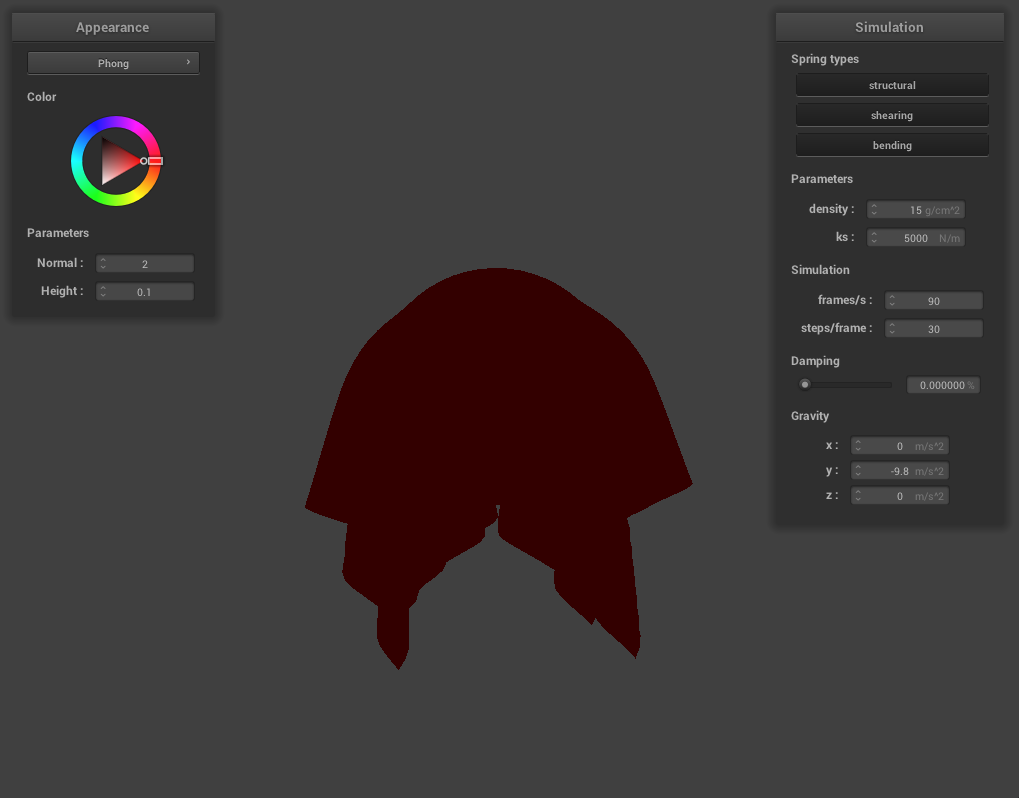 Appearance
Phong
Color
Parameters
Normal : 2
Height : 0.1
Simulation
Spring types
structural
shearing
bending
Parameters
density : 15 g/cm^2
ks : 5000 N/m
Simulation
frames/s : 90
steps/frame : 30
Damping
0.000000 %
Gravity
x : 0 m/s^2
y : -9.8 m/s^2
z : 0 m/s^2